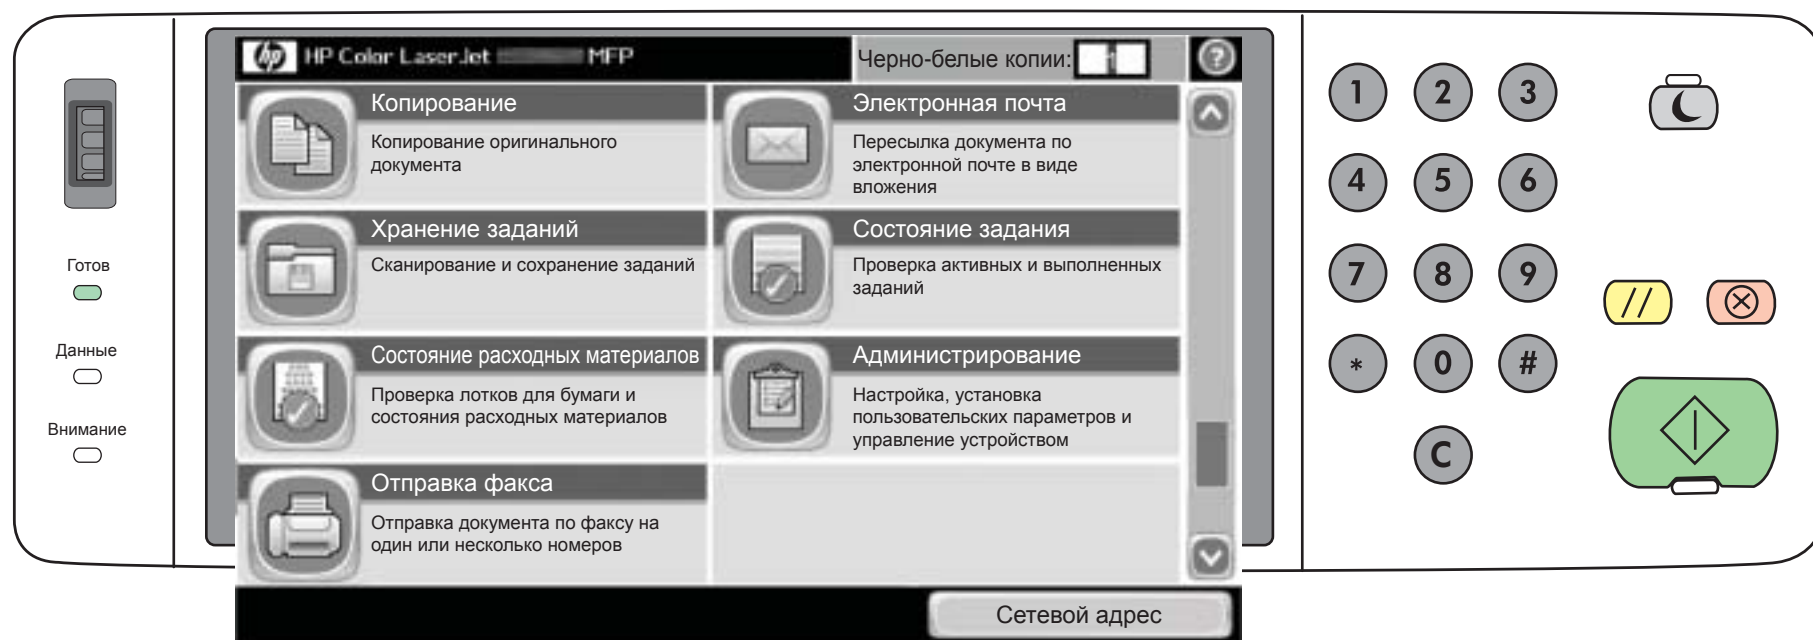 hp HP Color LaserJet MFP
Черно-белые копии:
?
Копирование
Копирование оригинального
документа
Электронная почта
Пересылка документа по
электронной почте в виде
вложения
Хранение заданий
Сканирование и сохранение заданий
Состояние задания
Проверка активных и выполненных
заданий
Состояние расходных материалов
Проверка лотков для бумаги и
состояния расходных материалов
Администрирование
Настройка, установка
пользовательских параметров и
управление устройством
Отправка факса
Отправка документа по факсу на
один или несколько номеров
Сетевой адрес
Готов
Данные
Внимание
1 2 3
4 5 6
7 8 9
* 0 #
C
//